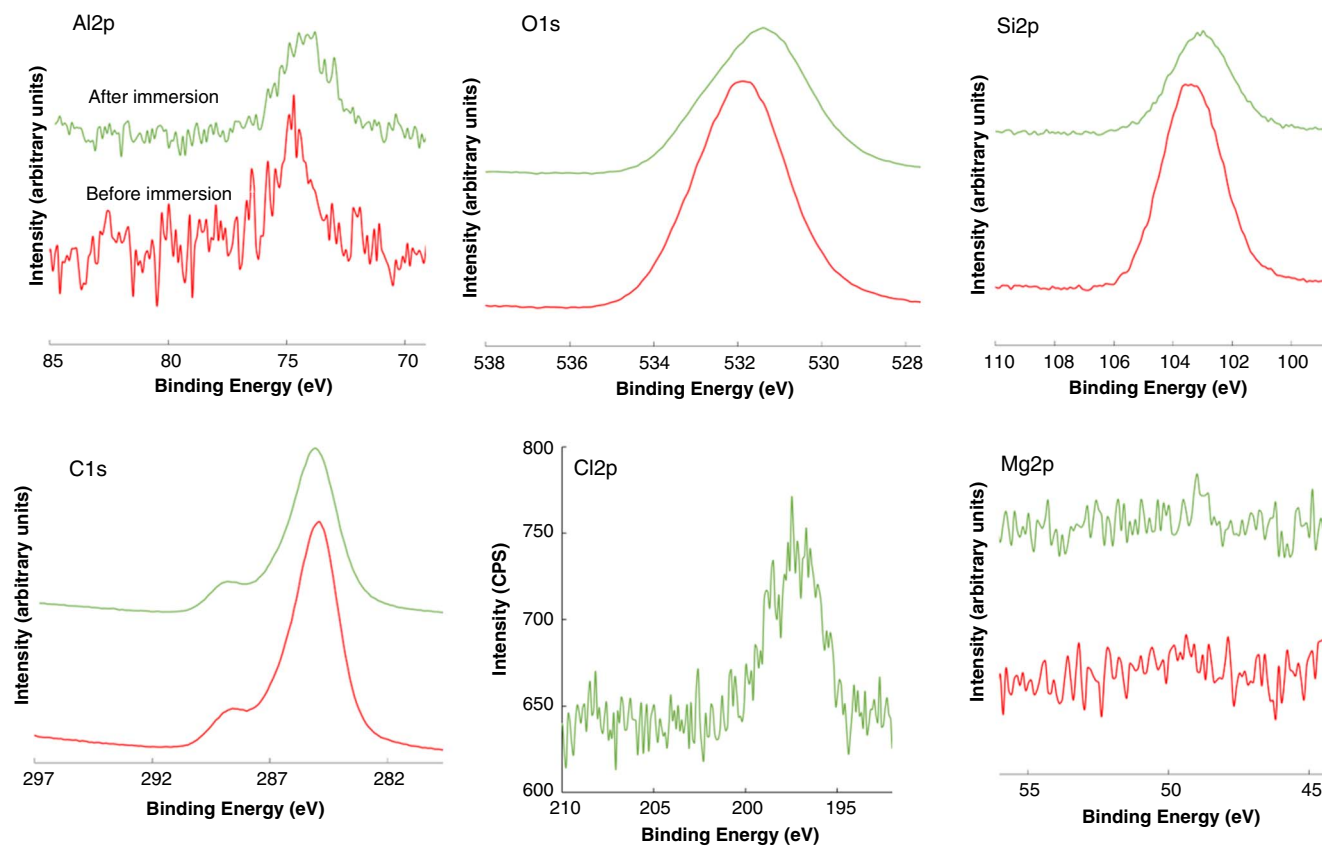 Al2p
After immersion
Before immersion
Intensity (arbitrary units)
85 80 75 70
Binding Energy (eV)
O1s
Intensity (arbitrary units)
538 536 534 532 530 528
Binding Energy (eV)
Si2p
Intensity (arbitrary units)
110 108 106 104 102 100
Binding Energy (eV)
C1s
Intensity (arbitrary units)
297 292 287 282
Binding Energy (eV)
Cl2p
Intensity (CPS)
800
750
700
650
600
210 205 200 195
Binding Energy (eV)
Mg2p
Intensity (arbitrary units)
55 50 45
Binding Energy (eV)